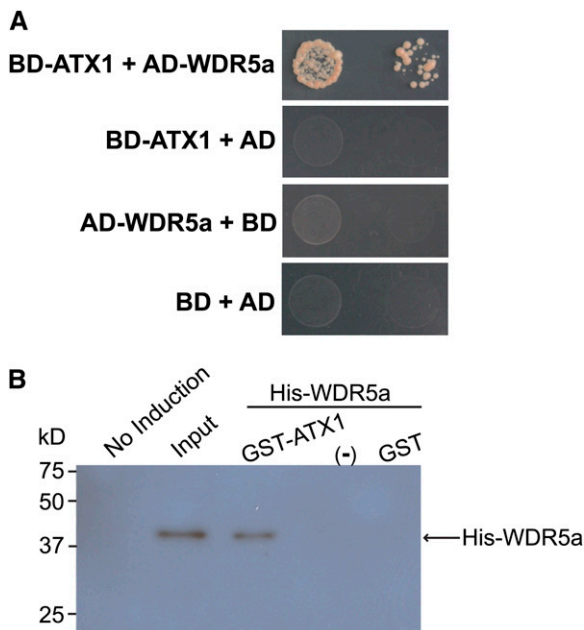 A
BD-ATX1 + AD-WDR5a
BD-ATX1 + AD
AD-WDR5a + BD
BD + AD
B
His-WDR5a
kD
No Induction
Input
GST-ATX1
(-)
GST
75
50
37
His-WDR5a
25